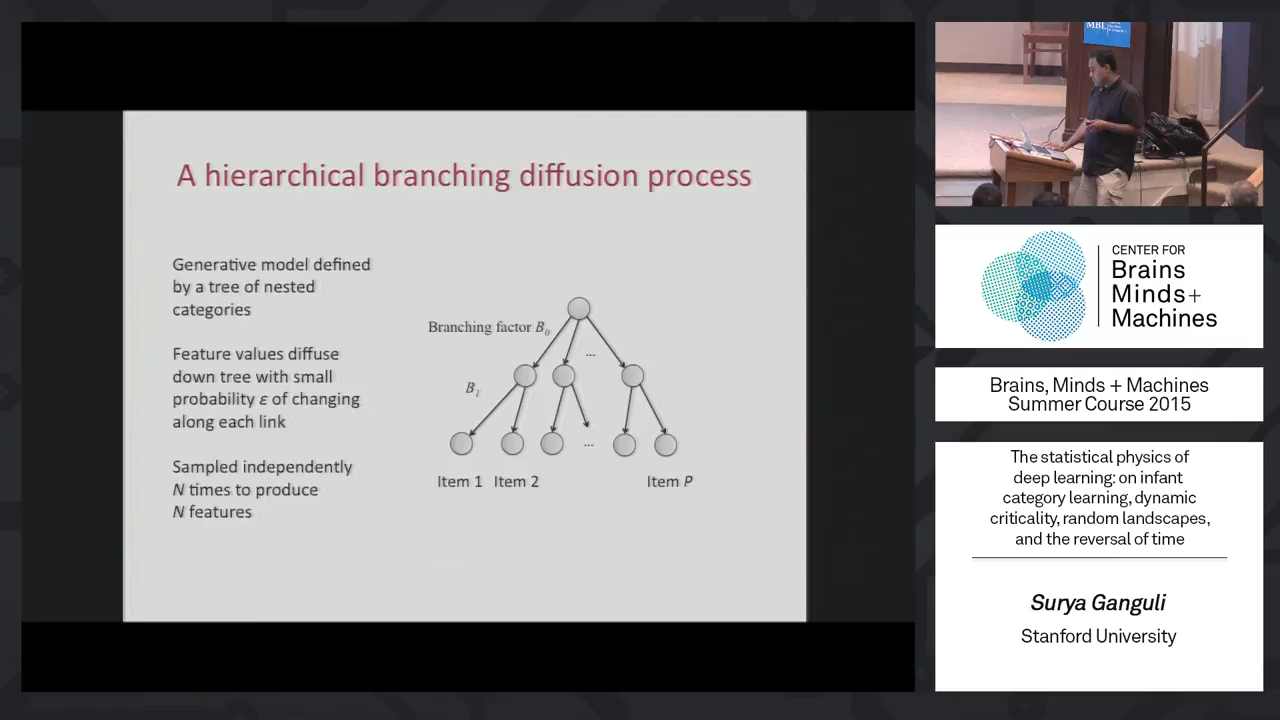 A hierarchical branching diffusion process
Generative model defined
by a tree of nested
categories
Feature values diffuse
down tree with small
probability ε of changing
along each link
Sampled independently
N times to produce
N features
Branching factor B0
...
B1
...
Item 1 Item 2
Item P
MBL
CENTER FOR
Brains
Minds+
Machines
Brains, Minds + Machines
Summer Course 2015
The statistical physics of
deep learning: on infant
category learning, dynamic
criticality, random landscapes,
and the reversal of time
Surya Ganguli
Stanford University